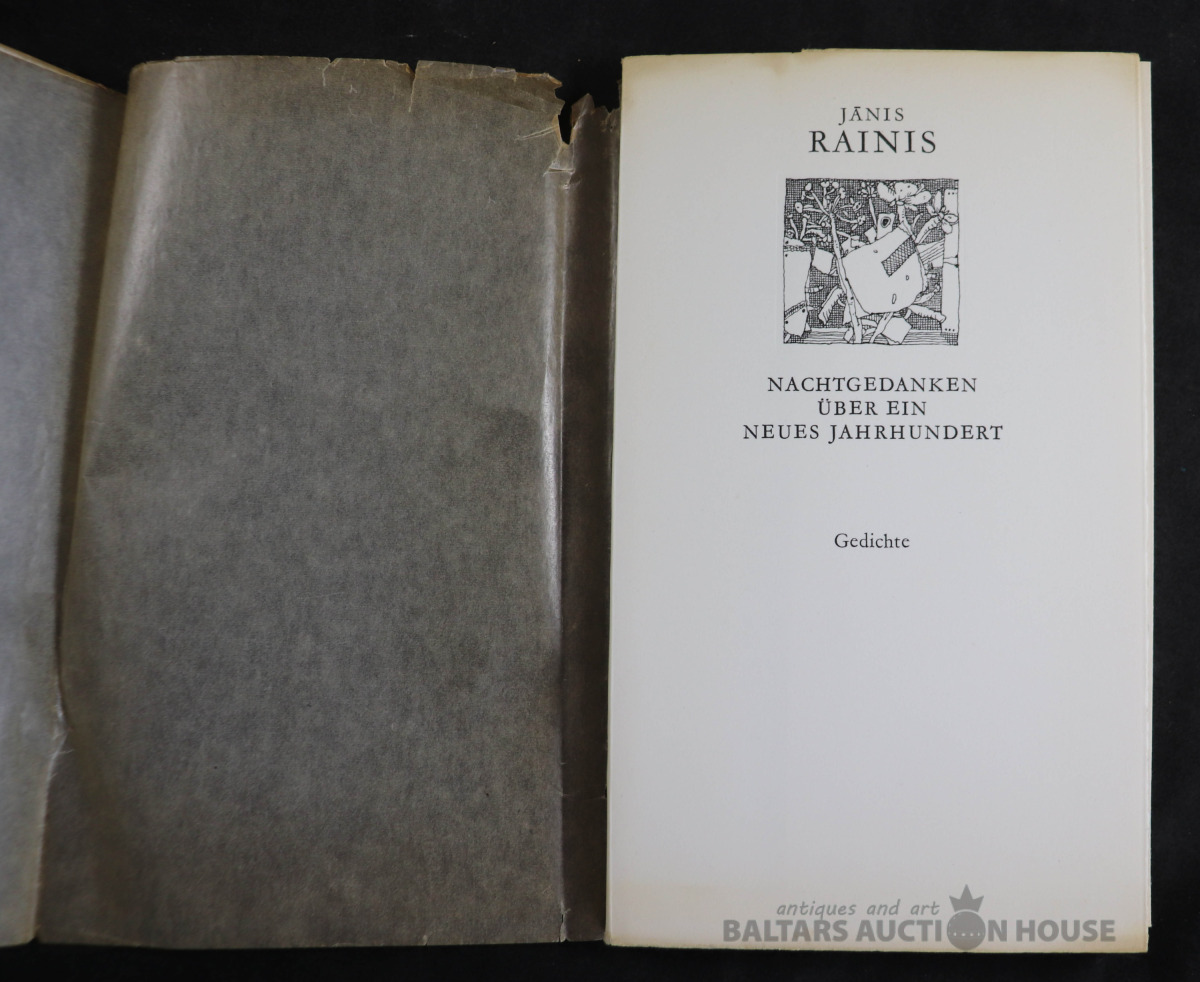 JĀNIS
RAINIS
NACHTGEDANKEN
ÜBER EIN
NEUES JAHRHUNDERT
Gedichte
antiques and art
BALTARS AUCTION HOUSE